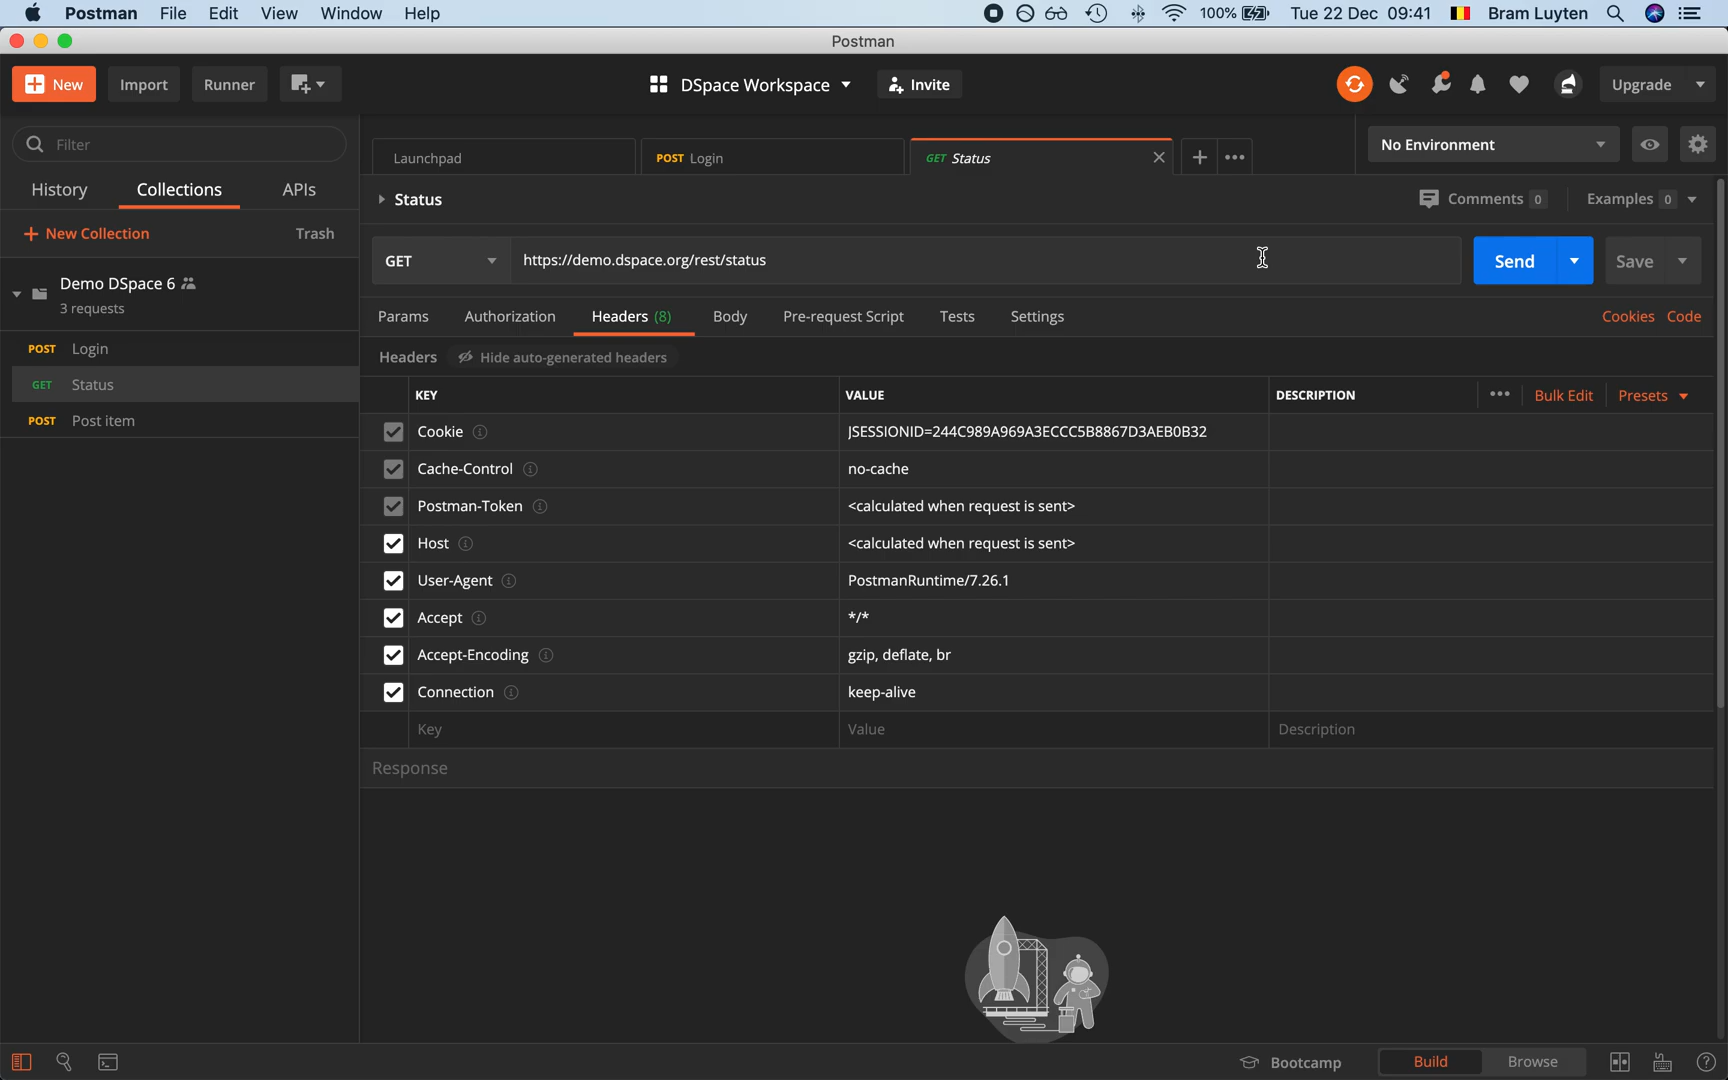 Postman File Edit View Window Help 100% Tue 22 Dec 09:41 Bram Luyten
Postman
New Import Runner DSpace Workspace Invite Upgrade
Filter
Launchpad POST Login GET Status No Environment
History Collections APIs
Status Comments 0 Examples 0
+ New Collection Trash
GET https://demo.dspace.org/rest/status Send Save
Demo DSpace 6
3 requests
Params Authorization Headers (8) Body Pre-request Script Tests Settings Cookies Code
POST Login
Headers Hide auto-generated headers
GET Status
KEY VALUE DESCRIPTION ••• Bulk Edit Presets
POST Post item
Cookie JSESSIONID=244C989A969A3ECCC5B8867D3AEB0B32
Cache-Control no-cache
Postman-Token <calculated when request is sent>
Host <calculated when request is sent>
User-Agent PostmanRuntime/7.26.1
Accept */*
Accept-Encoding gzip, deflate, br
Connection keep-alive
Key Value Description
Response
Bootcamp Build Browse